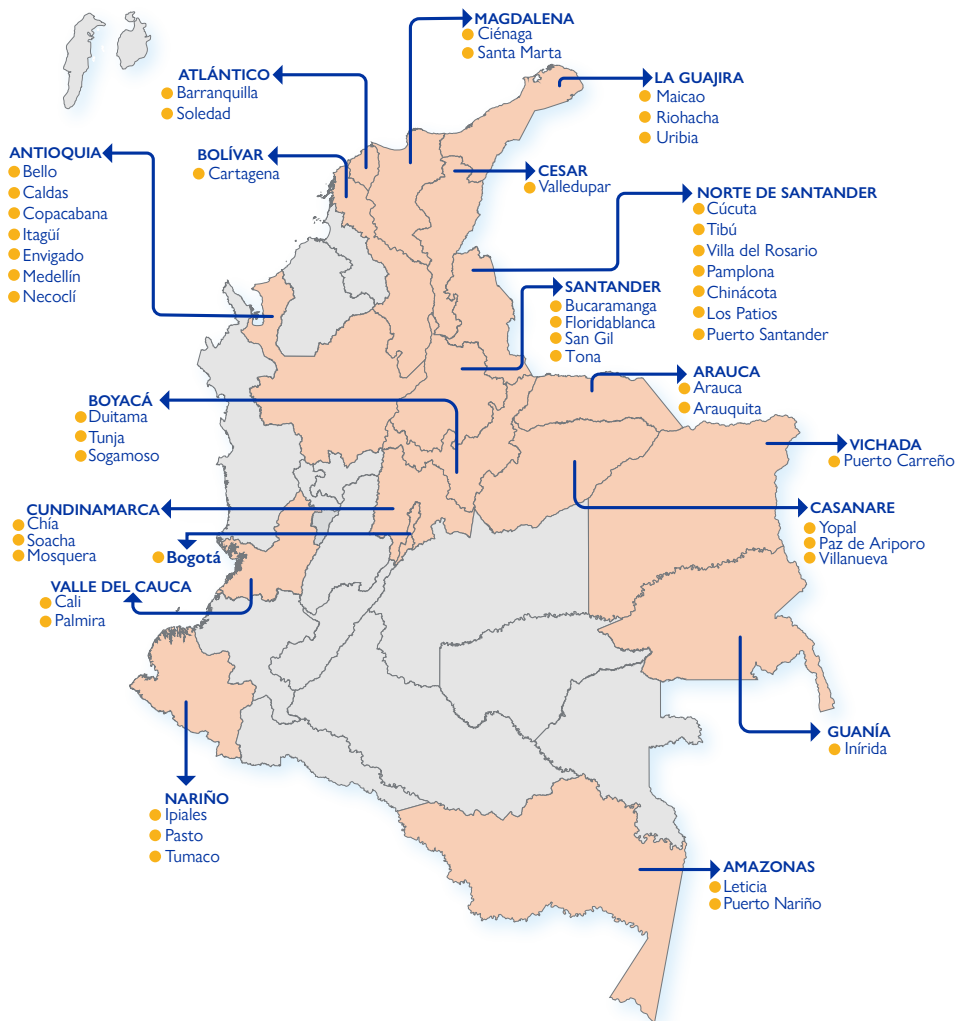 MAGDALENA
Ciénaga
Santa Marta
ATLÁNTICO
Barranquilla
Soledad
LA GUAJIRA
Maicao
Riohacha
Uribia
ANTIOQUIA
Bello
Caldas
Copacabana
Itagüí
Envigado
Medellín
Necoclí
BOLÍVAR
Cartagena
CESAR
Valledupar
NORTE DE SANTANDER
Cúcuta
Tibú
Villa del Rosario
Pamplona
Chinácota
Los Patios
Puerto Santander
SANTANDER
Bucaramanga
Floridablanca
San Gil
Tona
ARAUCA
Arauca
Arauquita
BOYACÁ
Duitama
Tunja
Sogamoso
VICHADA
Puerto Carreño
CUNDINAMARCA
Chía
Soacha
Mosquera
CASANARE
Yopal
Paz de Ariporo
Villanueva
Bogotá
VALLE DEL CAUCA
Cali
Palmira
GUANÍA
Inírida
NARIÑO
Ipiales
Pasto
Tumaco
AMAZONAS
Leticia
Puerto Nariño